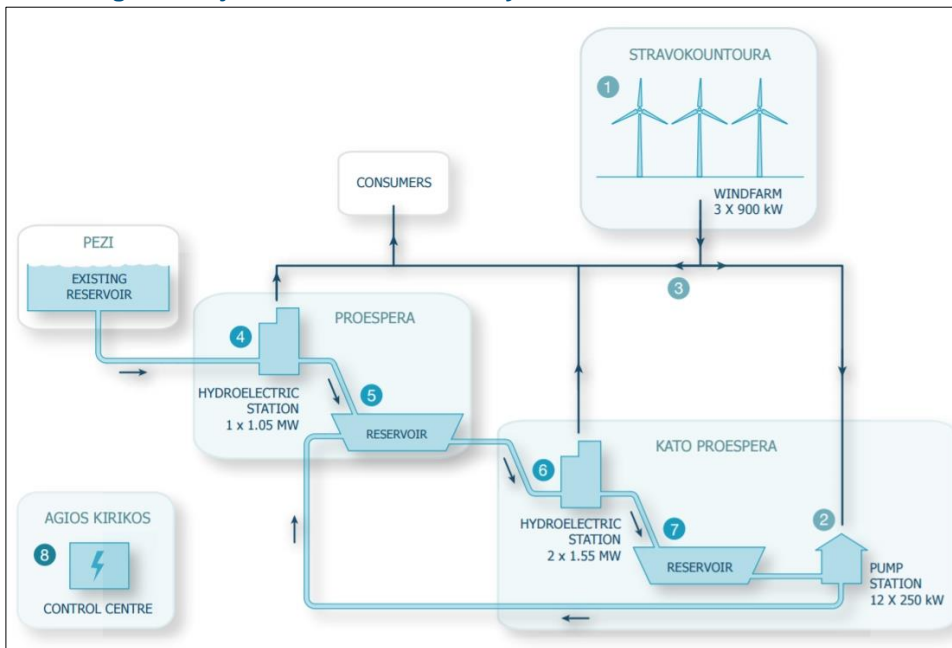 STRAVOKOUNTOURA
1
WINDFARM
3 X 900 kW
CONSUMERS
3
PEZI
EXISTING
RESERVOIR
PROESPERA
4
HYDROELECTRIC
STATION
1 x 1.05 MW
5
RESERVOIR
KATO PROESPERA
6
HYDROELECTRIC
STATION
2 x 1.55 MW
7
RESERVOIR
2
PUMP
STATION
12 X 250 kW
AGIOS KIRIKOS
8
CONTROL CENTRE